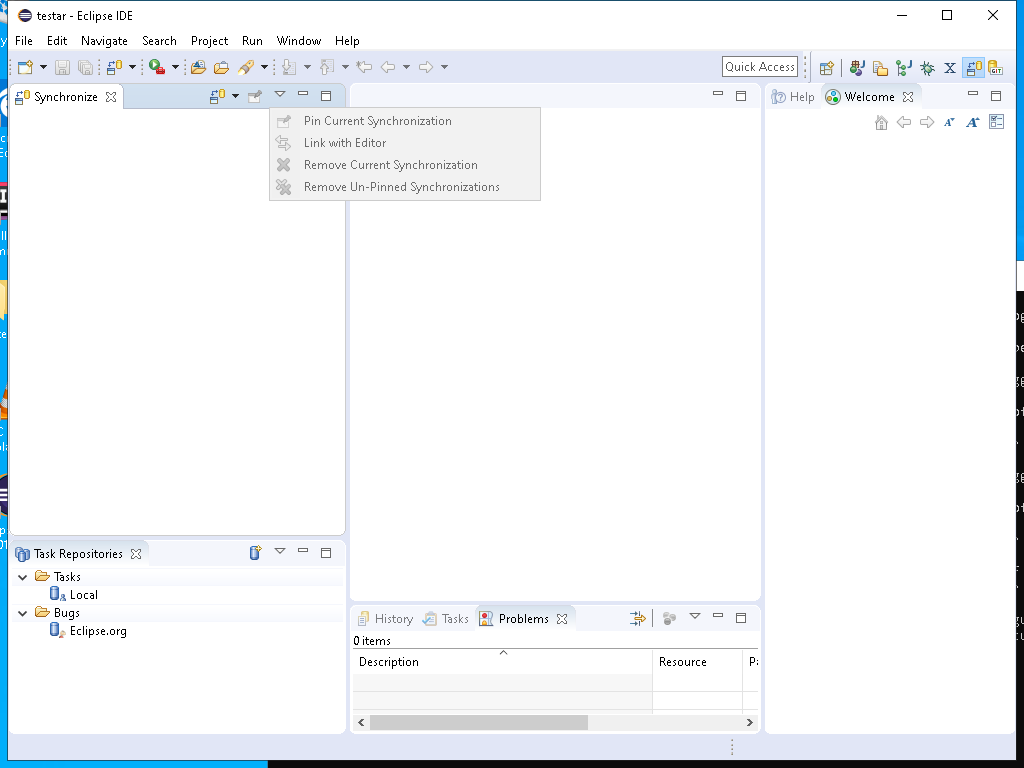 testar - Eclipse IDE
File Edit Navigate Search Project Run Window Help
Quick Access
Synchronize
Help Welcome
Pin Current Synchronization
Link with Editor
Remove Current Synchronization
Remove Un-Pinned Synchronizations
Task Repositories
Tasks
Local
Bugs
Eclipse.org
History Tasks Problems
0 items
Description Resource